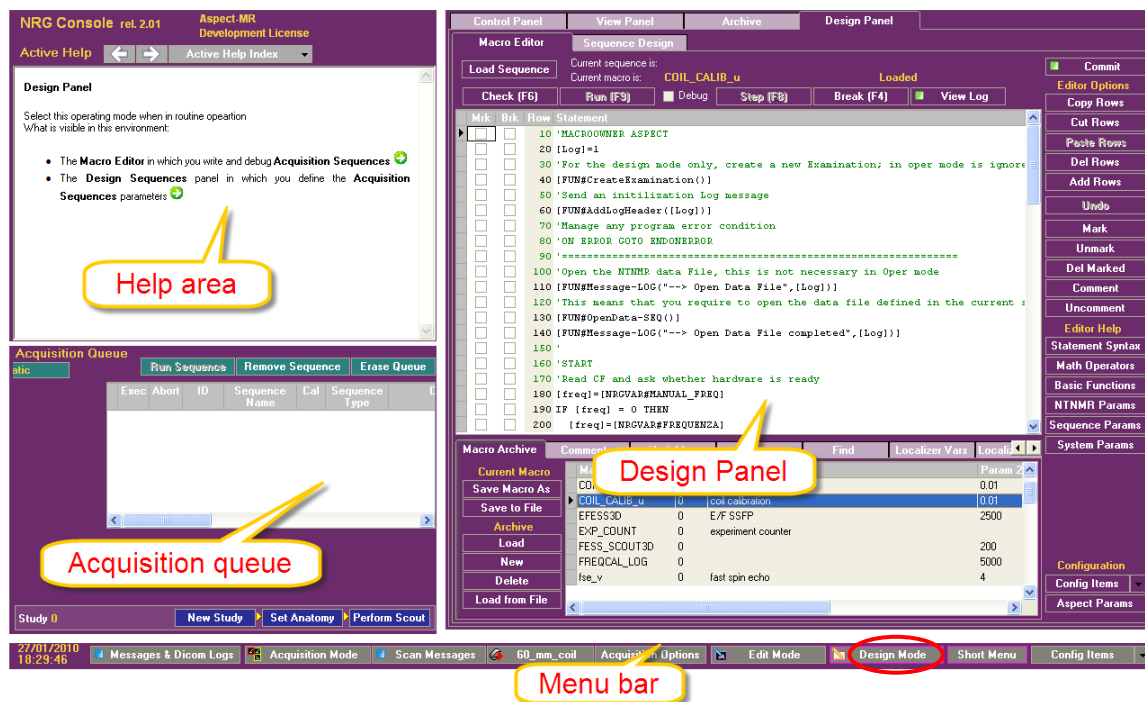 NRG Console rel. 2.01
Aspect-MR
Development License
Active Help
Active Help Index
Design Panel
Select this operating mode when in routine opeartion
What is visible in this environment:
The Macro Editor in which you write and debug Acquisition Sequences
The Design Sequences panel in which you define the Acquisition
Sequences parameters
Help area
Acquisition Queue
atic
Run Sequence
Remove Sequence
Erase Queue
Exec Abort ID Sequence Name Cal Sequence Type D
Acquisition queue
Study 0
New Study
Set Anatomy
Perform Scout
Control Panel
View Panel
Archive
Design Panel
Macro Editor
Sequence Design
Load Sequence
Current sequence is:
Current macro is: COIL_CALIB_u Loaded
Check (F6)
Run (F9)
Debug
Step (F8)
Break (F4)
View Log
Mrk Brk Row Statement
10 'MACROOWNER ASPECT
20 [Log]=1
30 'For the design mode only, create a new Examination; in oper mode is ignore
40 [FUN#CreateExamination()]
50 'Send an initilization Log message
60 [FUN#AddLogHeader([Log])]
70 'Manage any program error condition
80 'ON ERROR GOTO ENDONERROR
90 '==========================================================
100 'Open the NTNMR data File, this is not necessary in Oper mode
110 [FUN#Message-LOG("--> Open Data File",[Log])]
120 'This means that you require to open the data file defined in the current s
130 [FUN#OpenData-SEQ()]
140 [FUN#Message-LOG("--> Open Data File completed",[Log])]
150 '
160 'START
170 'Read CF and ask whether hardware is ready
180 [freq]=[NRGVAR#MANUAL_FREQ]
190 IF [freq] = 0 THEN
200 [freq]=[NRGVAR#FREQUENZA]
Commit
Editor Options
Copy Rows
Cut Rows
Paste Rows
Del Rows
Add Rows
Undo
Mark
Unmark
Del Marked
Comment
Uncomment
Editor Help
Statement Syntax
Math Operators
Basic Functions
NTNMR Params
Sequence Params
System Params
Configuration
Config Items
Aspect Params
Macro Archive
Find
Localizer Vars
Design Panel
Current Macro
Save Macro As
Save to File
Archive
Load
New
Delete
Load from File
Param 2
0.01
COIL_CALIB_u 0 coil calibration 0.01
EFESS3D 0 E/F SSFP 2500
EXP_COUNT 0 experiment counter
FESS_SCOUT3D 0 200
FREQCAL_LOG 0 5000
fse_v 0 fast spin echo 4
27/01/2010
18:29:46
Messages & Dicom Logs
Acquisition Mode
Scan Messages
60_mm_coil
Acquisition Options
Edit Mode
Design Mode
Short Menu
Config Items
Menu bar